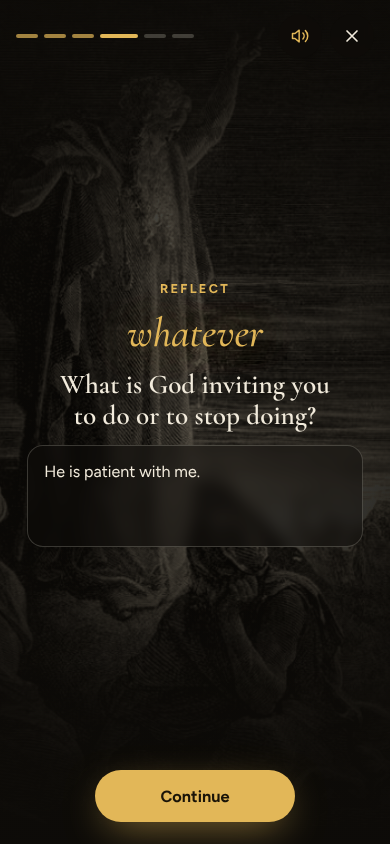 REFLECT
whatever
What is God inviting you
to do or to stop doing?
He is patient with me.
Continue